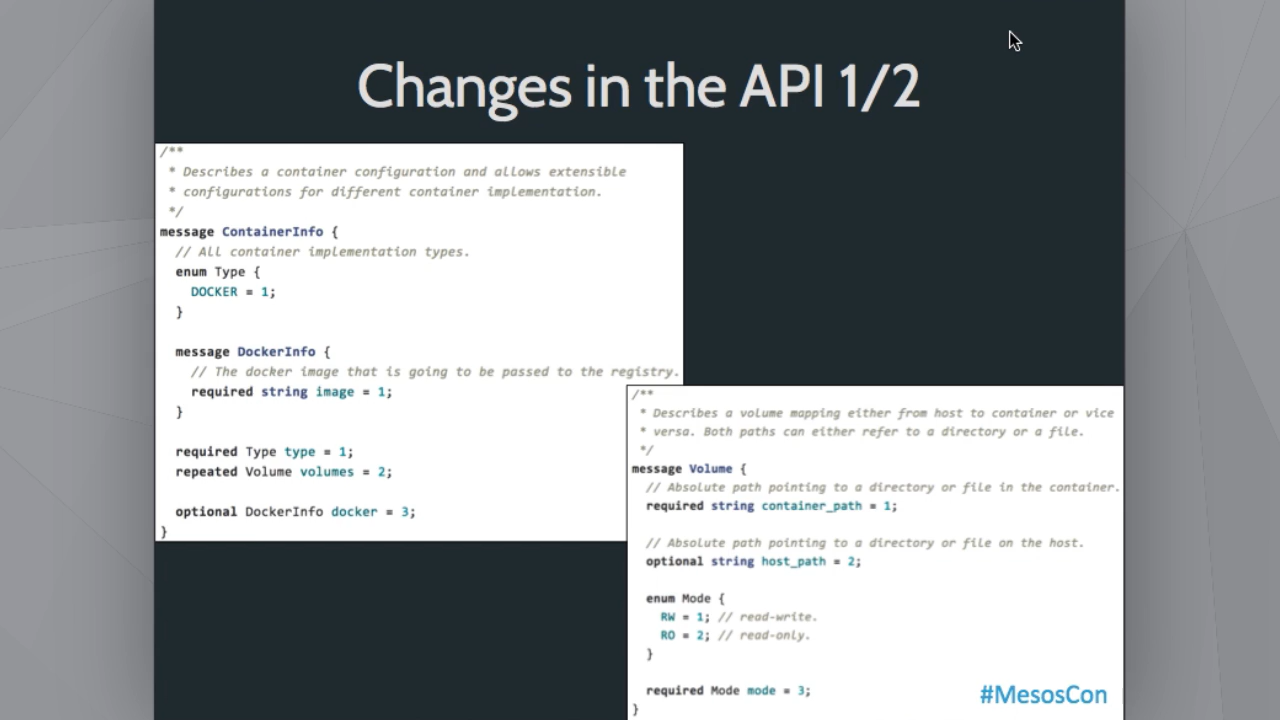 Changes in the API 1/2
/**
 * Describes a container configuration and allows extensible
 * configurations for different container implementation.
 */
message ContainerInfo {
  // All container implementation types.
  enum Type {
    DOCKER = 1;
  }

  message DockerInfo {
    // The docker image that is going to be passed to the registry.
    required string image = 1;
  }

  required Type type = 1;
  repeated Volume volumes = 2;

  optional DockerInfo docker = 3;
}
/**
 * Describes a volume mapping either from host to container or vice
 * versa. Both paths can either refer to a directory or a file.
 */
message Volume {
  // Absolute path pointing to a directory or file in the container.
  required string container_path = 1;

  // Absolute path pointing to a directory or file on the host.
  optional string host_path = 2;

  enum Mode {
    RW = 1; // read-write.
    RO = 2; // read-only.
  }

  required Mode mode = 3;
}
#MesosCon